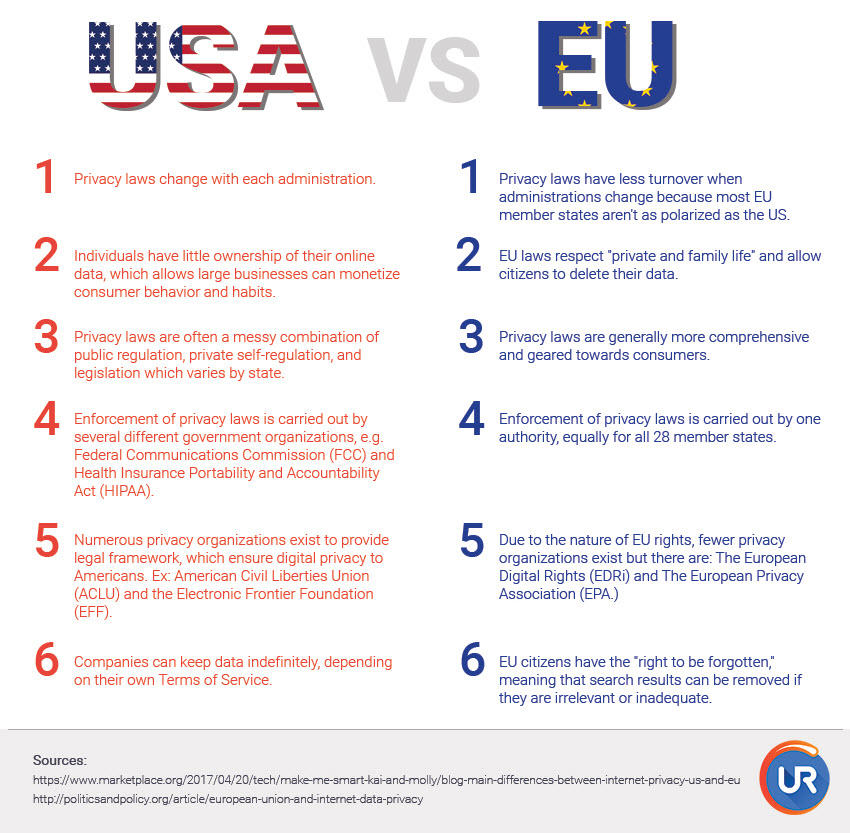 USA VS EU
1
Privacy laws change with each administration.
2
Individuals have little ownership of their online
data, which allows large businesses can monetize
consumer behavior and habits.
3
Privacy laws are often a messy combination of
public regulation, private self-regulation, and
legislation which varies by state.
4
Enforcement of privacy laws is carried out by
several different government organizations, e.g.
Federal Communications Commission (FCC) and
Health Insurance Portability and Accountability
Act (HIPAA).
5
Numerous privacy organizations exist to provide
legal framework, which ensure digital privacy to
Americans. Ex: American Civil Liberties Union
(ACLU) and the Electronic Frontier Foundation
(EFF).
6
Companies can keep data indefinitely, depending
on their own Terms of Service.
1
Privacy laws have less turnover when
administrations change because most EU
member states aren't as polarized as the US.
2
EU laws respect "private and family life" and allow
citizens to delete their data.
3
Privacy laws are generally more comprehensive
and geared towards consumers.
4
Enforcement of privacy laws is carried out by one
authority, equally for all 28 member states.
5
Due to the nature of EU rights, fewer privacy
organizations exist but there are: The European
Digital Rights (EDRi) and The European Privacy
Association (EPA.)
6
EU citizens have the "right to be forgotten,"
meaning that search results can be removed if
they are irrelevant or inadequate.
Sources:
https://www.marketplace.org/2017/04/20/tech/make-me-smart-kai-and-molly/blog-main-differences-between-internet-privacy-us-and-eu
http://politicsandpolicy.org/article/european-union-and-internet-data-privacy
UR